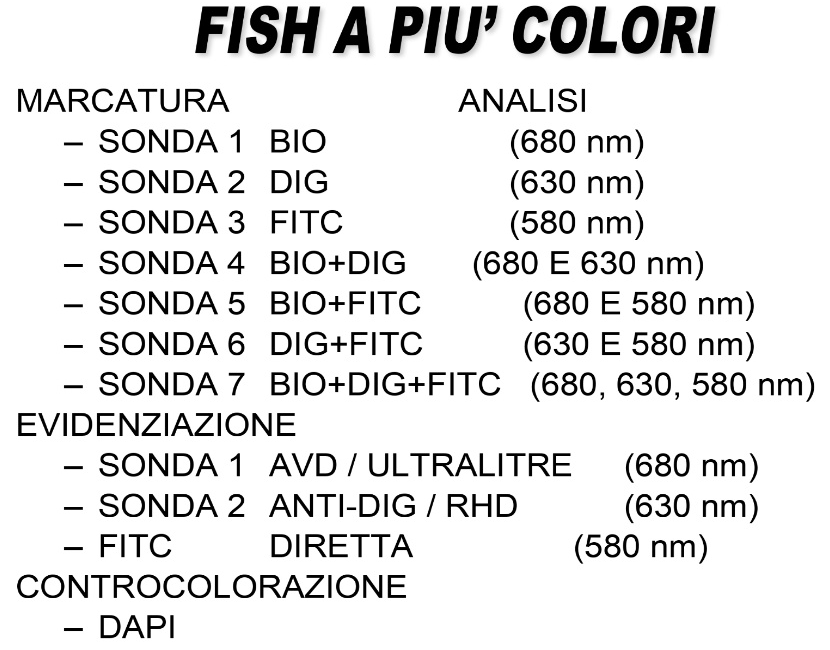 FISH A PIU' COLORI
MARCATURA ANALISI
– SONDA 1 BIO (680 nm)
– SONDA 2 DIG (630 nm)
– SONDA 3 FITC (580 nm)
– SONDA 4 BIO+DIG (680 E 630 nm)
– SONDA 5 BIO+FITC (680 E 580 nm)
– SONDA 6 DIG+FITC (630 E 580 nm)
– SONDA 7 BIO+DIG+FITC (680, 630, 580 nm)
EVIDENZIAZIONE
– SONDA 1 AVD / ULTRALITRE (680 nm)
– SONDA 2 ANTI-DIG / RHD (630 nm)
– FITC DIRETTA (580 nm)
CONTROCOLORAZIONE
– DAPI